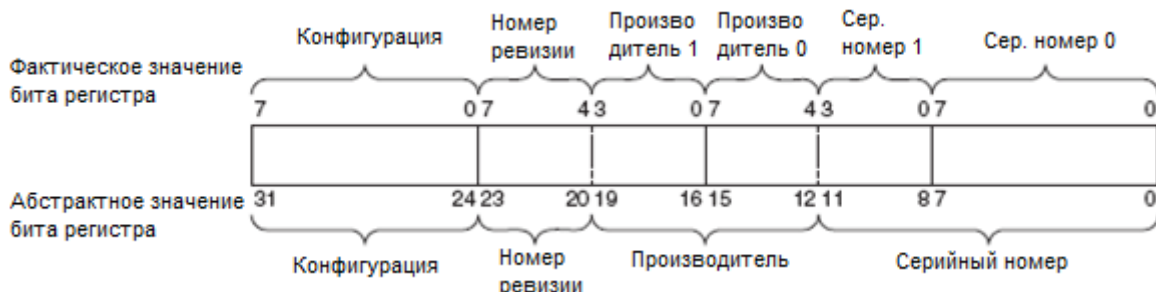 Конфигурация
Номер
ревизии
Произво
дитель 1
Произво
дитель 0
Сер.
номер 1
Сер. номер 0
Фактическое значение
бита регистра
7 0 7 4 3 0 7 4 3 0 7 0
Абстрактное значение
бита регистра
31 24 23 20 19 16 15 12 11 8 7 0
Конфигурация
Номер
ревизии
Производитель
Серийный номер